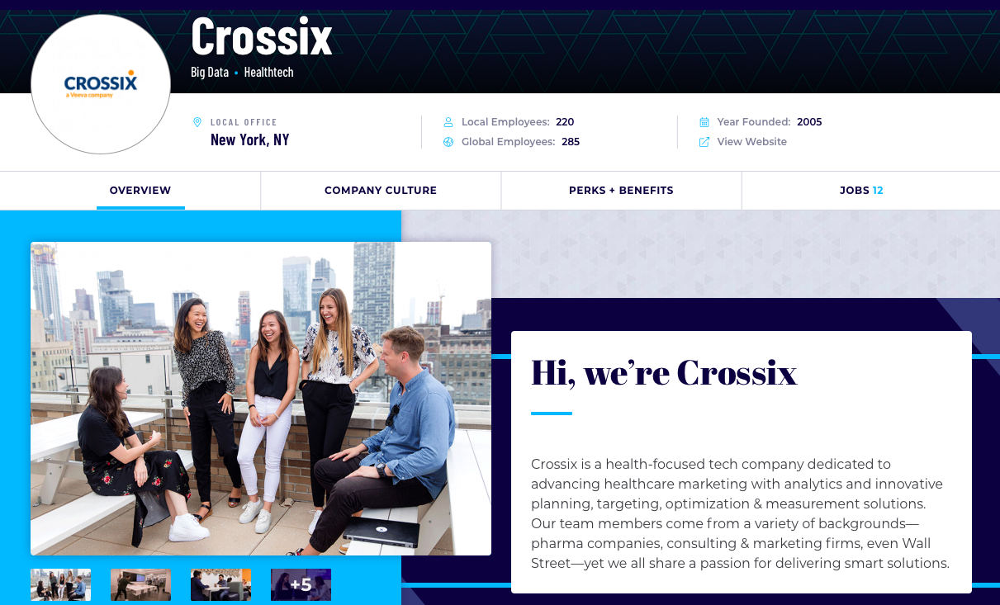 Crossix
Big Data • Healthtech
CROSSIX
a Veeva company
LOCAL OFFICE
New York, NY
Local Employees: 220
Global Employees: 285
Year Founded: 2005
View Website
OVERVIEW
COMPANY CULTURE
PERKS + BENEFITS
JOBS 12
Hi, we’re Crossix
Crossix is a health-focused tech company dedicated to
advancing healthcare marketing with analytics and innovative
planning, targeting, optimization & measurement solutions.
Our team members come from a variety of backgrounds—
pharma companies, consulting & marketing firms, even Wall
Street—yet we all share a passion for delivering smart solutions.
+5